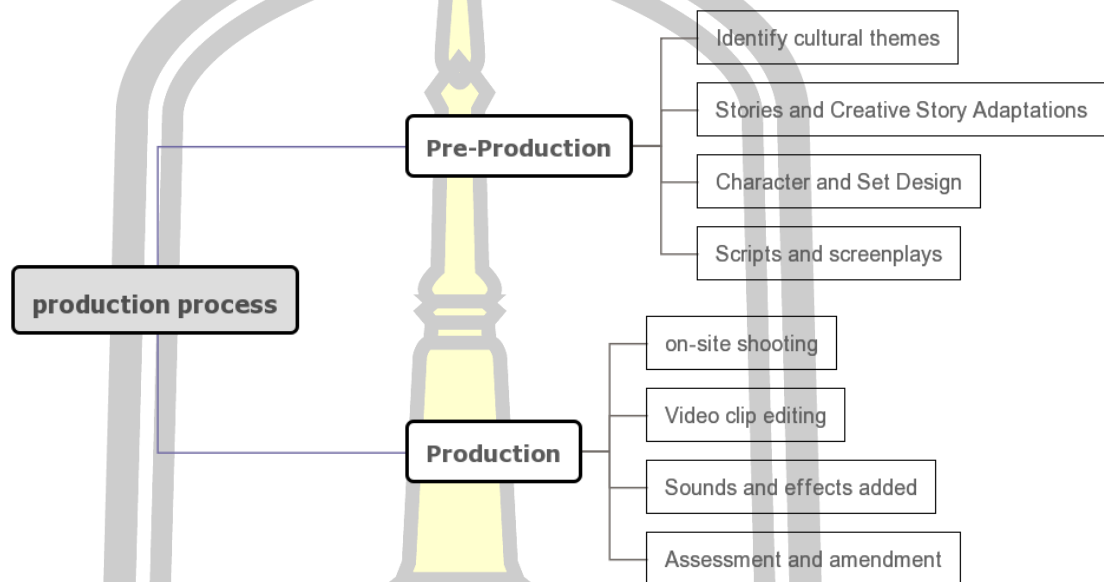 Identify cultural themes
Stories and Creative Story Adaptations
Pre-Production
Character and Set Design
Scripts and screenplays
production process
on-site shooting
Video clip editing
Production
Sounds and effects added
Assessment and amendment